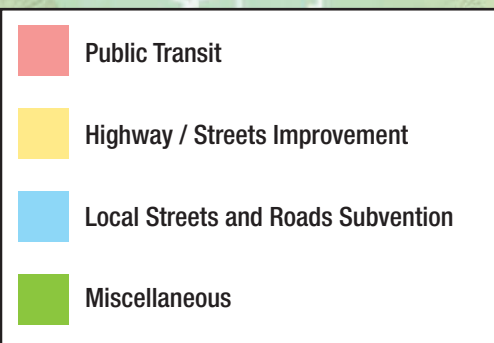 Public Transit
Highway / Streets Improvement
Local Streets and Roads Subvention
Miscellaneous